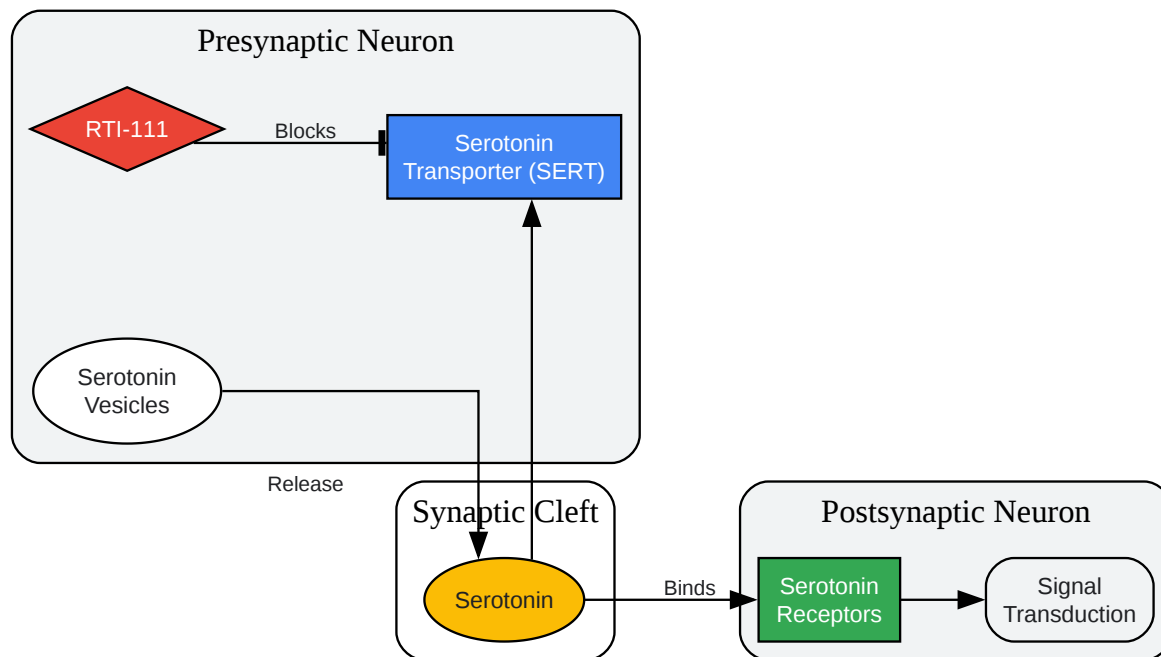 Presynaptic Neuron
RTI-111
Blocks
Serotonin
Transporter (SERT)
Serotonin
Vesicles
Release
Synaptic Cleft
Serotonin
Binds
Postsynaptic Neuron
Serotonin
Receptors
Signal
Transduction